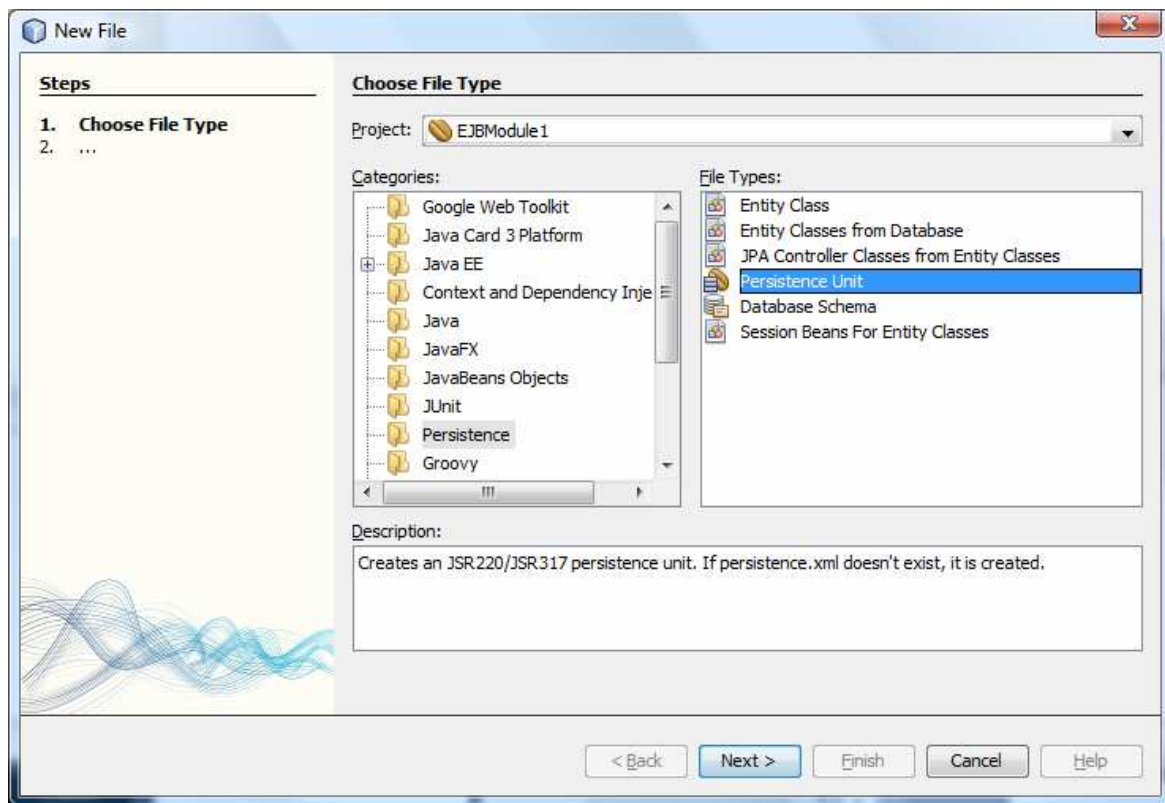 New File
Steps
1. Choose File Type
2. ...
Choose File Type
Project: EJBModule1
Categories:
Google Web Toolkit
Java Card 3 Platform
Java EE
Context and Dependency Inje
Java
JavaFX
JavaBeans Objects
JUnit
Persistence
Groovy
File Types:
Entity Class
Entity Classes from Database
JPA Controller Classes from Entity Classes
Persistence Unit
Database Schema
Session Beans For Entity Classes
Description:
Creates an JSR220/JSR317 persistence unit. If persistence.xml doesn't exist, it is created.
< Back Next > Finish Cancel Help